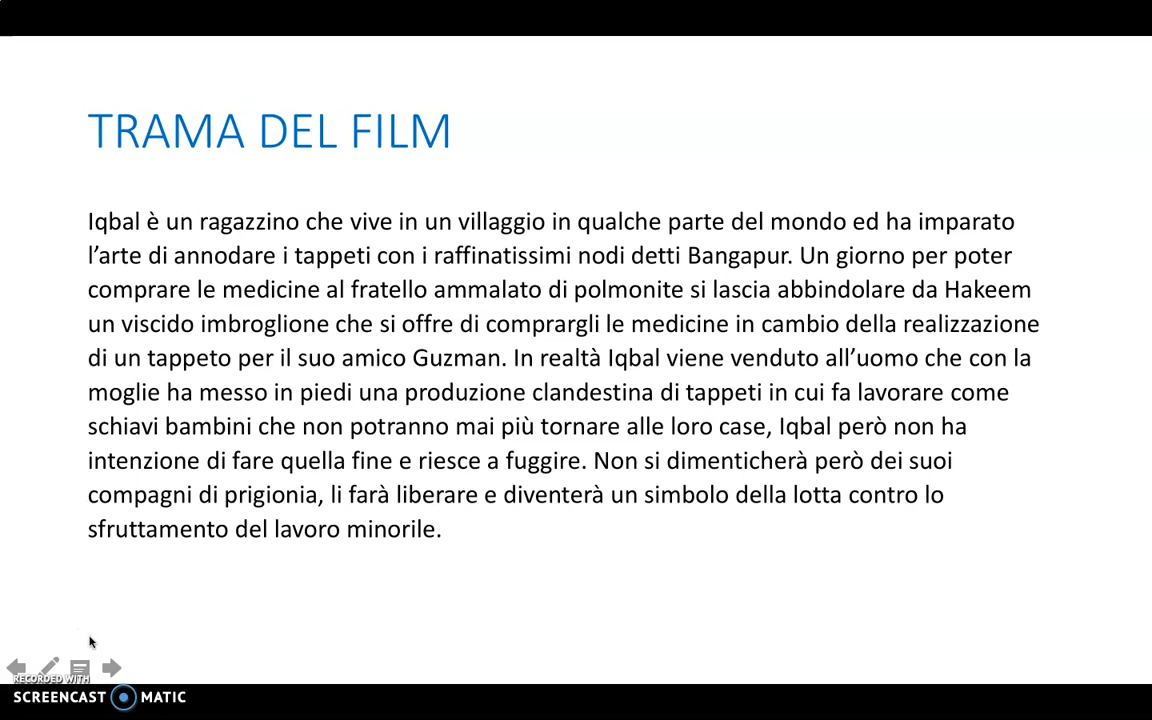 TRAMA DEL FILM
Iqbal è un ragazzino che vive in un villaggio in qualche parte del mondo ed ha imparato
l’arte di annodare i tappeti con i raffinatissimi nodi detti Bangapur. Un giorno per poter
comprare le medicine al fratello ammalato di polmonite si lascia abbindolare da Hakeem
un viscido imbroglione che si offre di comprargli le medicine in cambio della realizzazione
di un tappeto per il suo amico Guzman. In realtà Iqbal viene venduto all’uomo che con la
moglie ha messo in piedi una produzione clandestina di tappeti in cui fa lavorare come
schiavi bambini che non potranno mai più tornare alle loro case, Iqbal però non ha
intenzione di fare quella fine e riesce a fuggire. Non si dimenticherà però dei suoi
compagni di prigionia, li farà liberare e diventerà un simbolo della lotta contro lo
sfruttamento del lavoro minorile.
RECORDED WITH
SCREENCAST MATIC